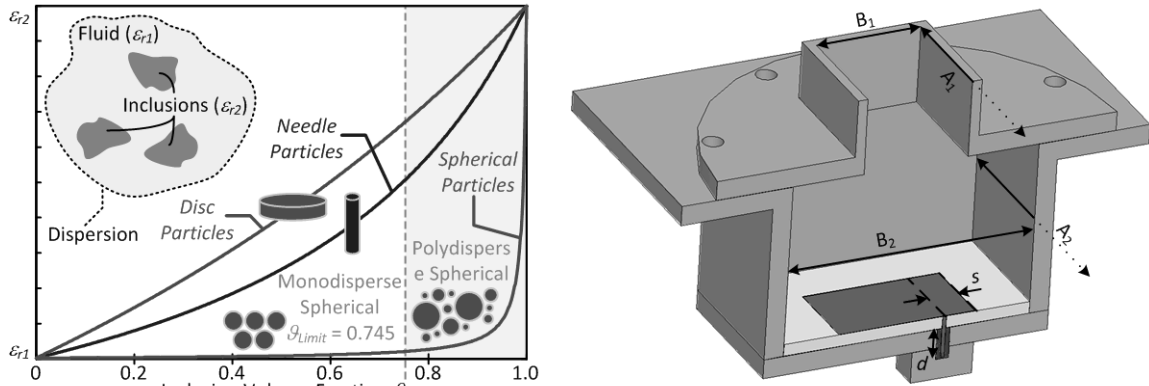 εr2
Fluid (εr1)
Inclusions (εr2)
Dispersion
Needle
Particles
Disc
Particles
Spherical
Particles
Monodisperse
Spherical
ϑLimit = 0.745
Polydispers
e Spherical
εr1
0
0.2
0.4
0.6
0.8
1.0
B1
A1
B2
A2
s
d